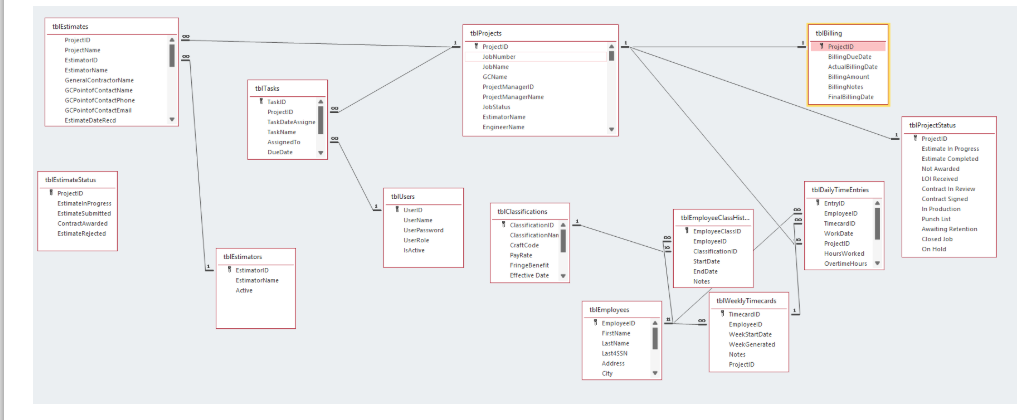 tblEstimates
ProjectID
ProjectName
EstimatorID
EstimatorName
GeneralContractorName
GCPointofContactName
GCPointofContactPhone
GCPointofContactEmail
EstimateDateRecd
tblTasks
TaskID
ProjectID
TaskDateAssigne
TaskName
AssignedTo
DueDate
tblProjects
ProjectID
JobNumber
JobName
GCName
ProjectManagerID
ProjectManagerName
JobStatus
EstimatorName
EngineerName
tblBilling
ProjectID
BillingDueDate
ActualBillingDate
BillingAmount
BillingNotes
FinalBillingDate
tblProjectStatus
ProjectID
Estimate In Progress
Estimate Completed
Not Awarded
LOI Received
Contract In Review
Contract Signed
In Production
Punch List
Awaiting Retention
Closed Job
On Hold
tblEstimateStatus
ProjectID
EstimateInProgress
EstimateSubmitted
ContractAwarded
EstimateRejected
tblUsers
UserID
UserName
UserPassword
UserRole
IsActive
tblEstimators
EstimatorID
EstimatorName
Active
tblClassifications
ClassificationID
ClassificationNan
CraftCode
PayRate
FringeBenefit
Effective Date
tblEmployeeClassHist...
EmployeeClassID
EmployeeID
ClassificationID
StartDate
EndDate
Notes
tblDailyTimeEntries
EntryID
EmployeeID
TimecardID
WorkDate
ProjectID
HoursWorked
OvertimeHours
tblEmployees
EmployeeID
FirstName
LastName
Last4SSN
Address
City
tblWeeklyTimecards
TimecardID
EmployeeID
WeekStartDate
WeekGenerated
Notes
ProjectID
1
1
1
1
1
1
1
1